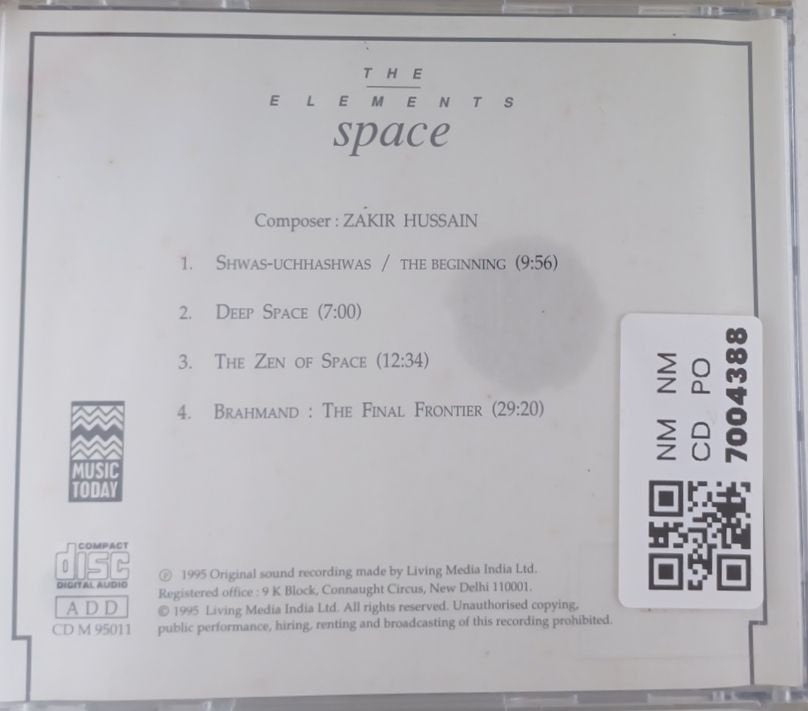 THE
ELEMENTS
space
Composer : ZAKIR HUSSAIN
1. SHWAS-UCHHASHWAS / THE BEGINNING (9:56)
2. DEEP SPACE (7:00)
3. THE ZEN OF SPACE (12:34)
4. BRAHMAND : THE FINAL FRONTIER (29:20)
MUSIC
TODAY
COMPACT
disc
DIGITAL AUDIO
ADD
CD M 95011
℗ 1995 Original sound recording made by Living Media India Ltd.
Registered office : 9 K Block, Connaught Circus, New Delhi 110001.
© 1995 Living Media India Ltd. All rights reserved. Unauthorised copying,
public performance, hiring, renting and broadcasting of this recording prohibited.
NM NM
CD PO
7004388